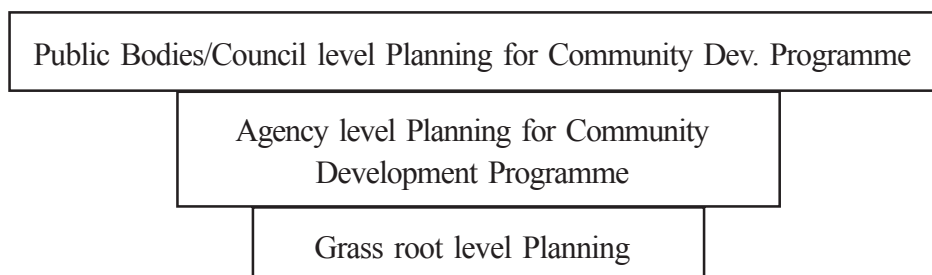 Public Bodies/Council level Planning for Community Dev. Programme
Agency level Planning for Community
Development Programme
Grass root level Planning